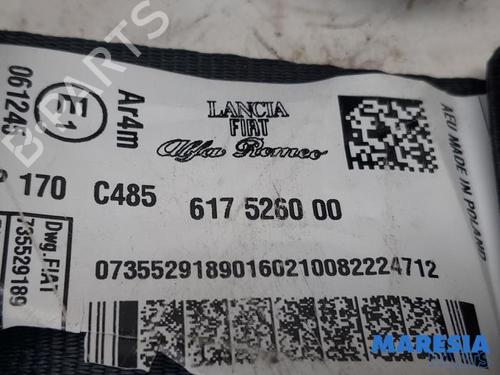 LANCIA
FIAT
Alfa Romeo
061245
E1
Ar4m
AEU MADE IN POLAND
P 170 C485 617 5260 00
Dwg.FIAT
735529189
07355291890160210082224712
B-PARTS
MARESIA